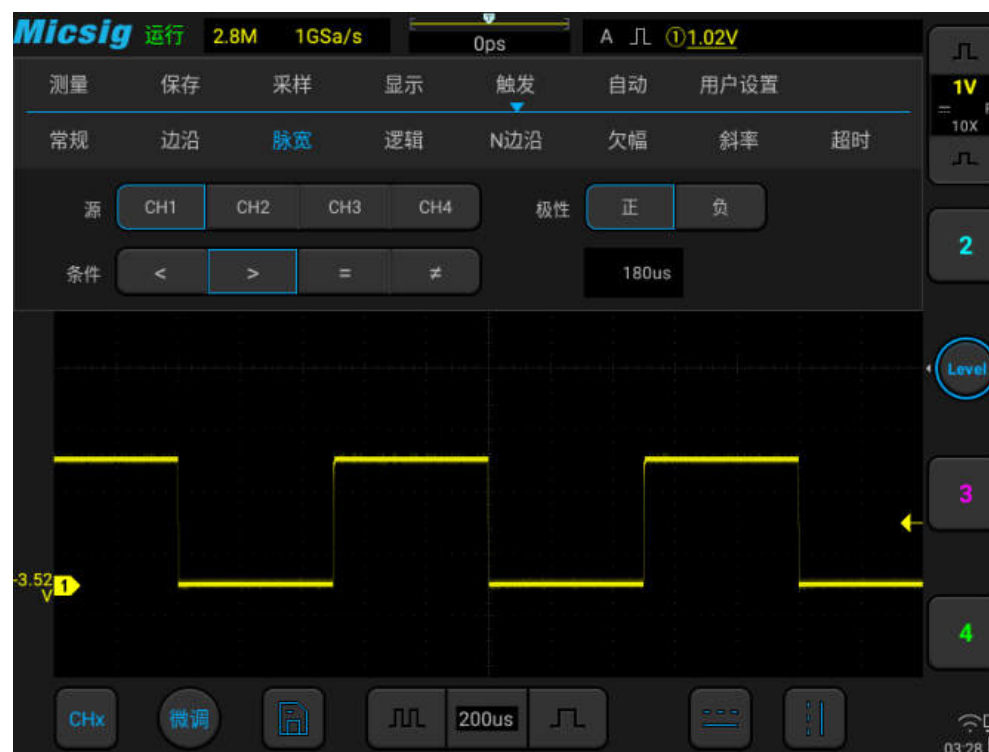 Micsig 运行 2.8M 1GSa/s T 0ps A ①1.02V
测量 保存 采样 显示 触发 自动 用户设置
常规 边沿 脉宽 逻辑 N边沿 欠幅 斜率 超时
源 CH1 CH2 CH3 CH4 极性 正 负
条件 < > = ≠ 180us
1V
10X
2
Level
3
-3.52
V
1
4
CHx 微调 200us
03:28